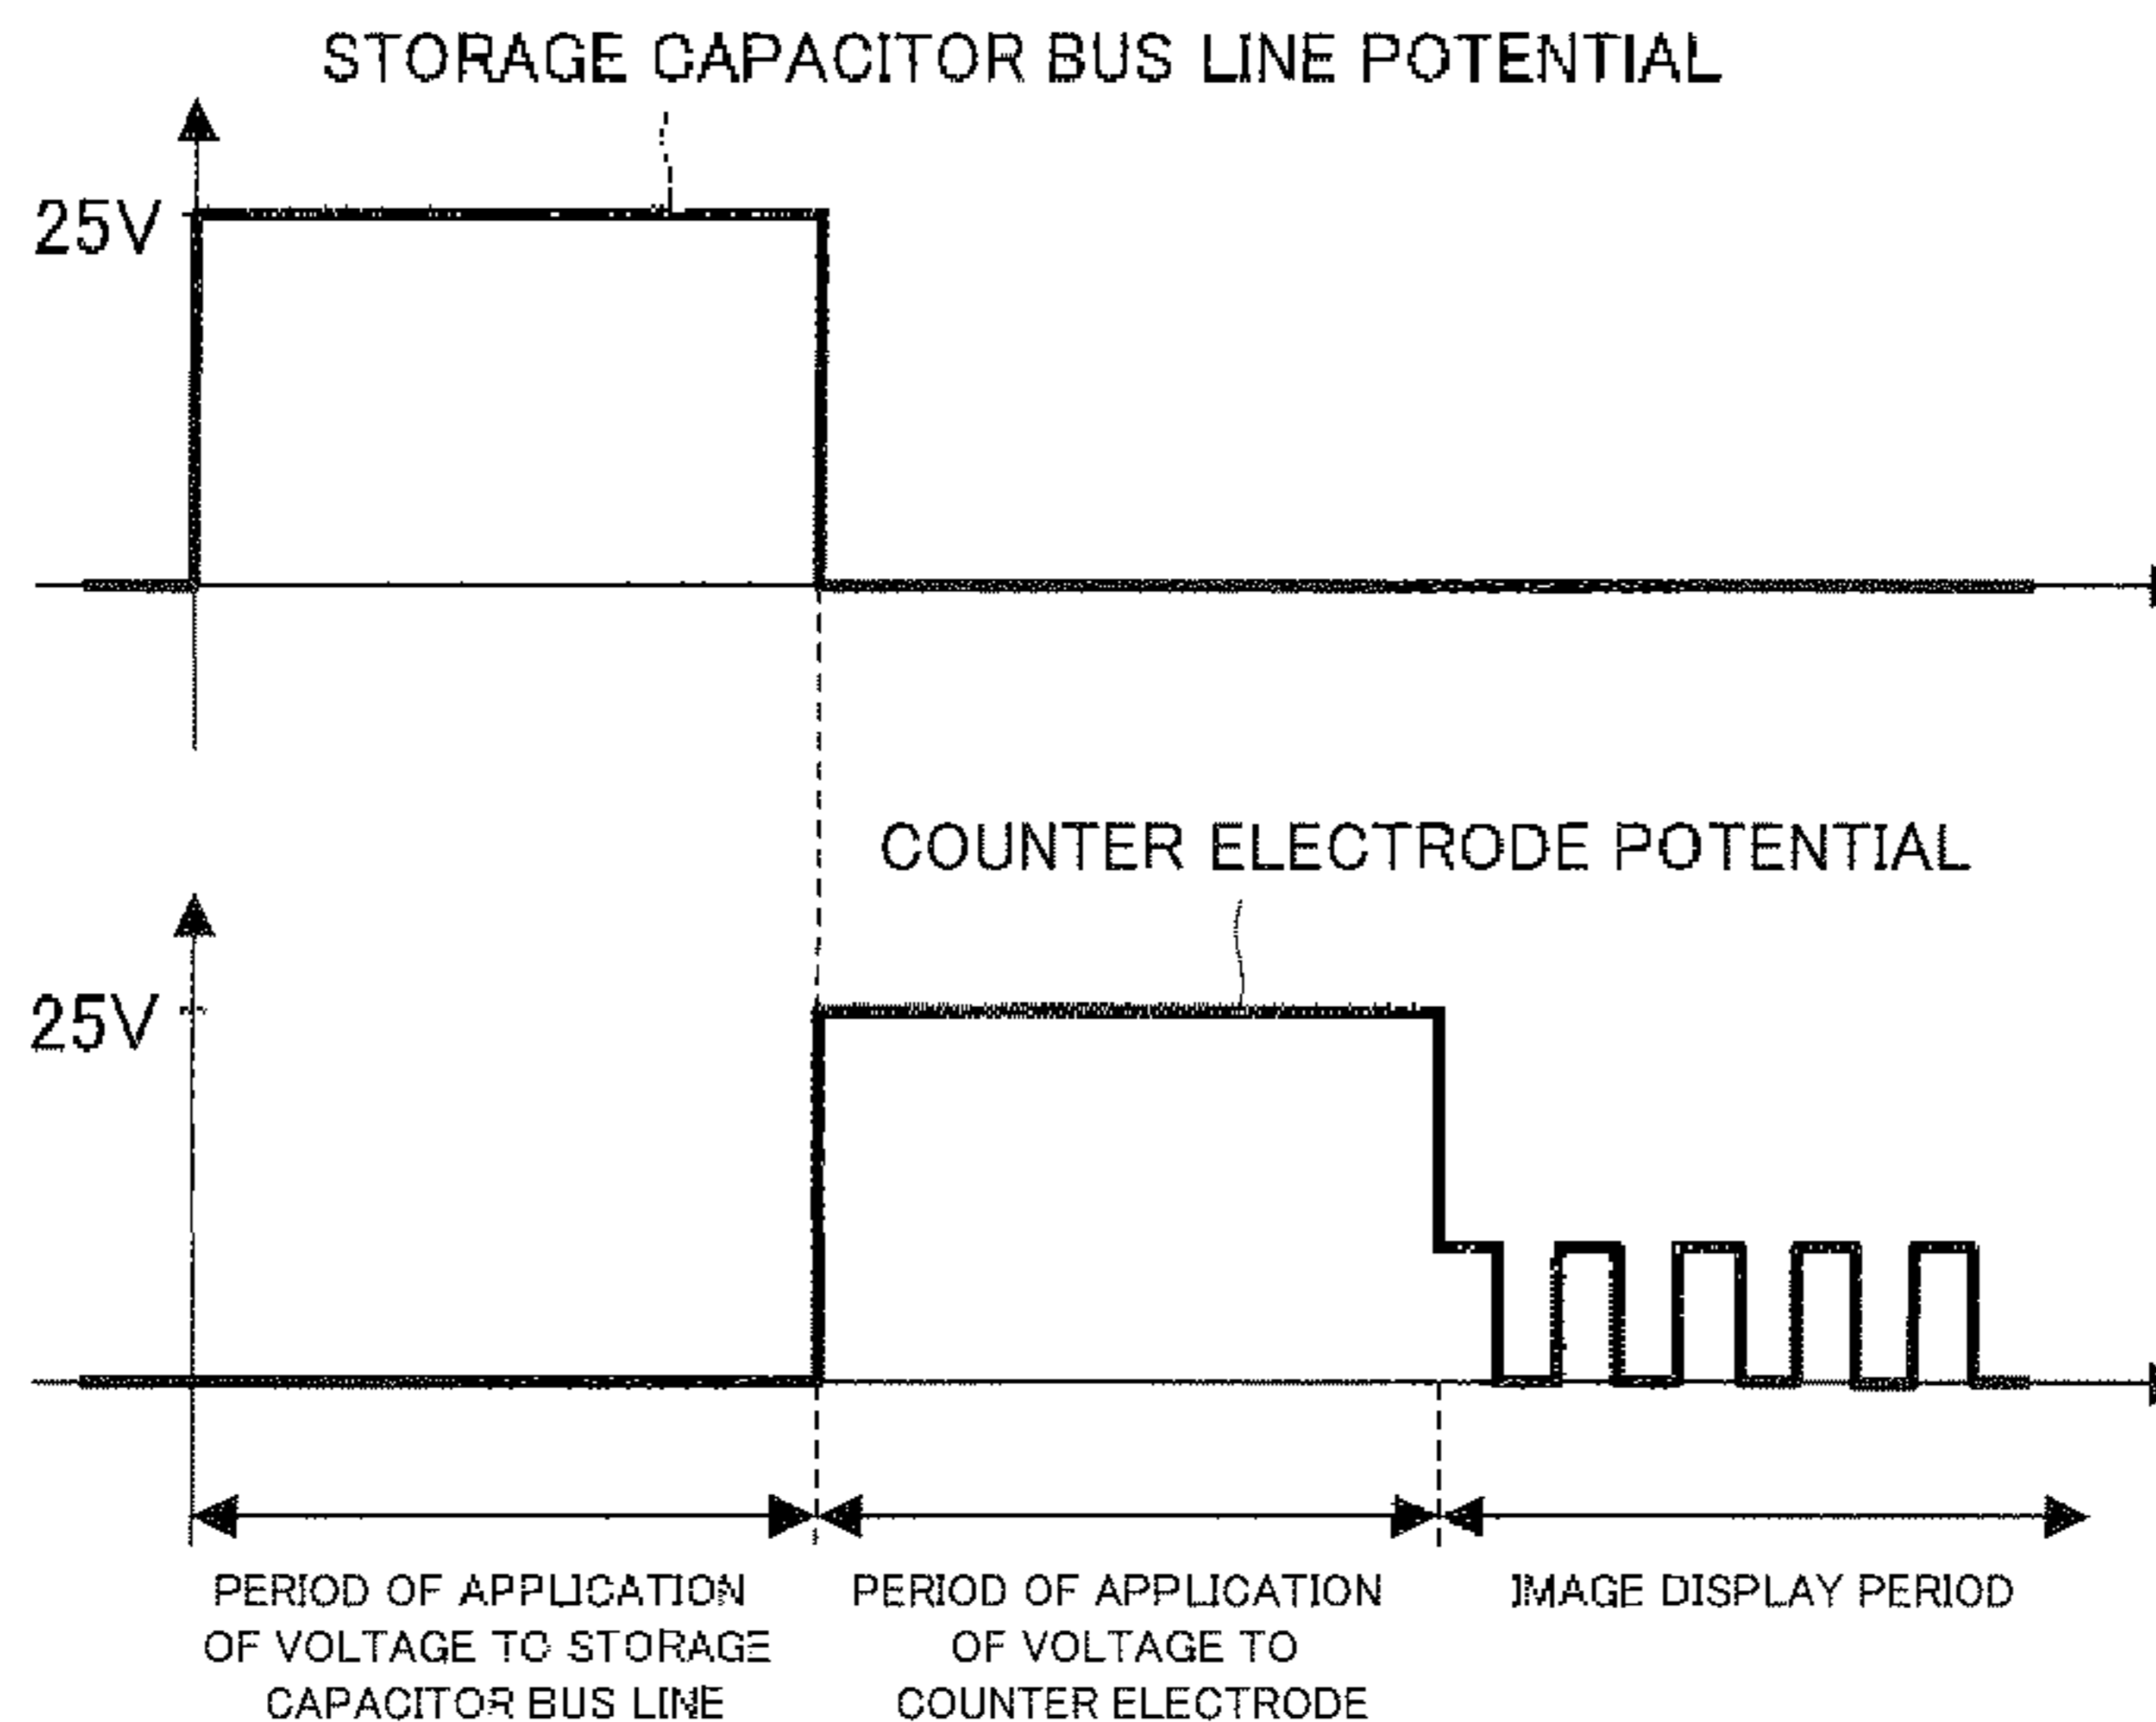 STORAGE CAPACITOR BUS LINE POTENTIAL
25V
COUNTER ELECTRODE POTENTIAL
25V
PERIOD OF APPLICATION
OF VOLTAGE TO STORAGE
CAPACITOR BUS LINE
PERIOD OF APPLICATION
OF VOLTAGE TO
COUNTER ELECTRODE
IMAGE DISPLAY PERIOD